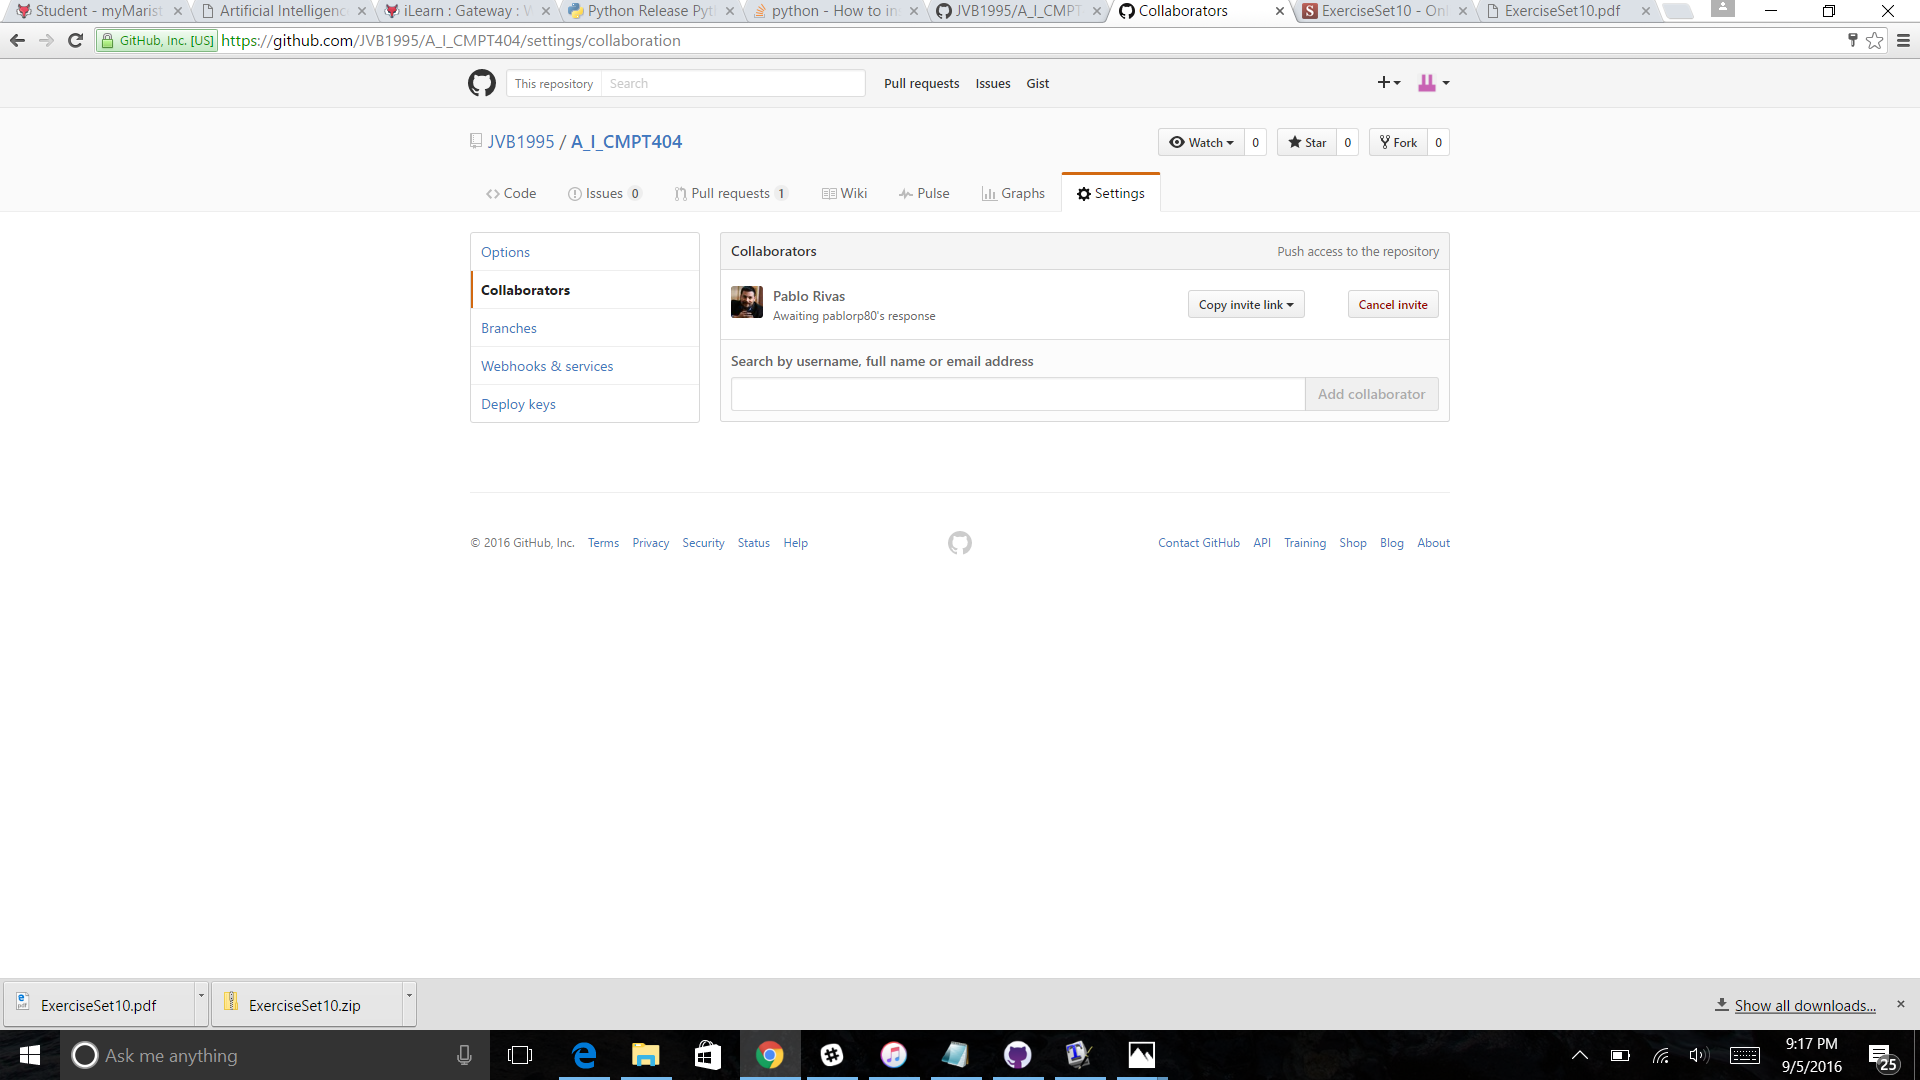 Student - myMarist
Artificial Intelligenc
iLearn : Gateway : W
Python Release Pyt
python - How to in
JVB1995/A_I_CMPT
Collaborators
ExerciseSet10 - Onl
ExerciseSet10.pdf
GitHub, Inc. [US] https://github.com/JVB1995/A_I_CMPT404/settings/collaboration
This repository Search Pull requests Issues Gist
JVB1995 / A_I_CMPT404 Watch 0 Star 0 Fork 0
Code Issues 0 Pull requests 1 Wiki Pulse Graphs Settings
Options
Collaborators
Branches
Webhooks & services
Deploy keys
Collaborators Push access to the repository
Pablo Rivas
Awaiting pablorp80's response
Copy invite link Cancel invite
Search by username, full name or email address
Add collaborator
© 2016 GitHub, Inc. Terms Privacy Security Status Help Contact GitHub API Training Shop Blog About
ExerciseSet10.pdf ExerciseSet10.zip Show all downloads...
Ask me anything
9:17 PM
9/5/2016
25